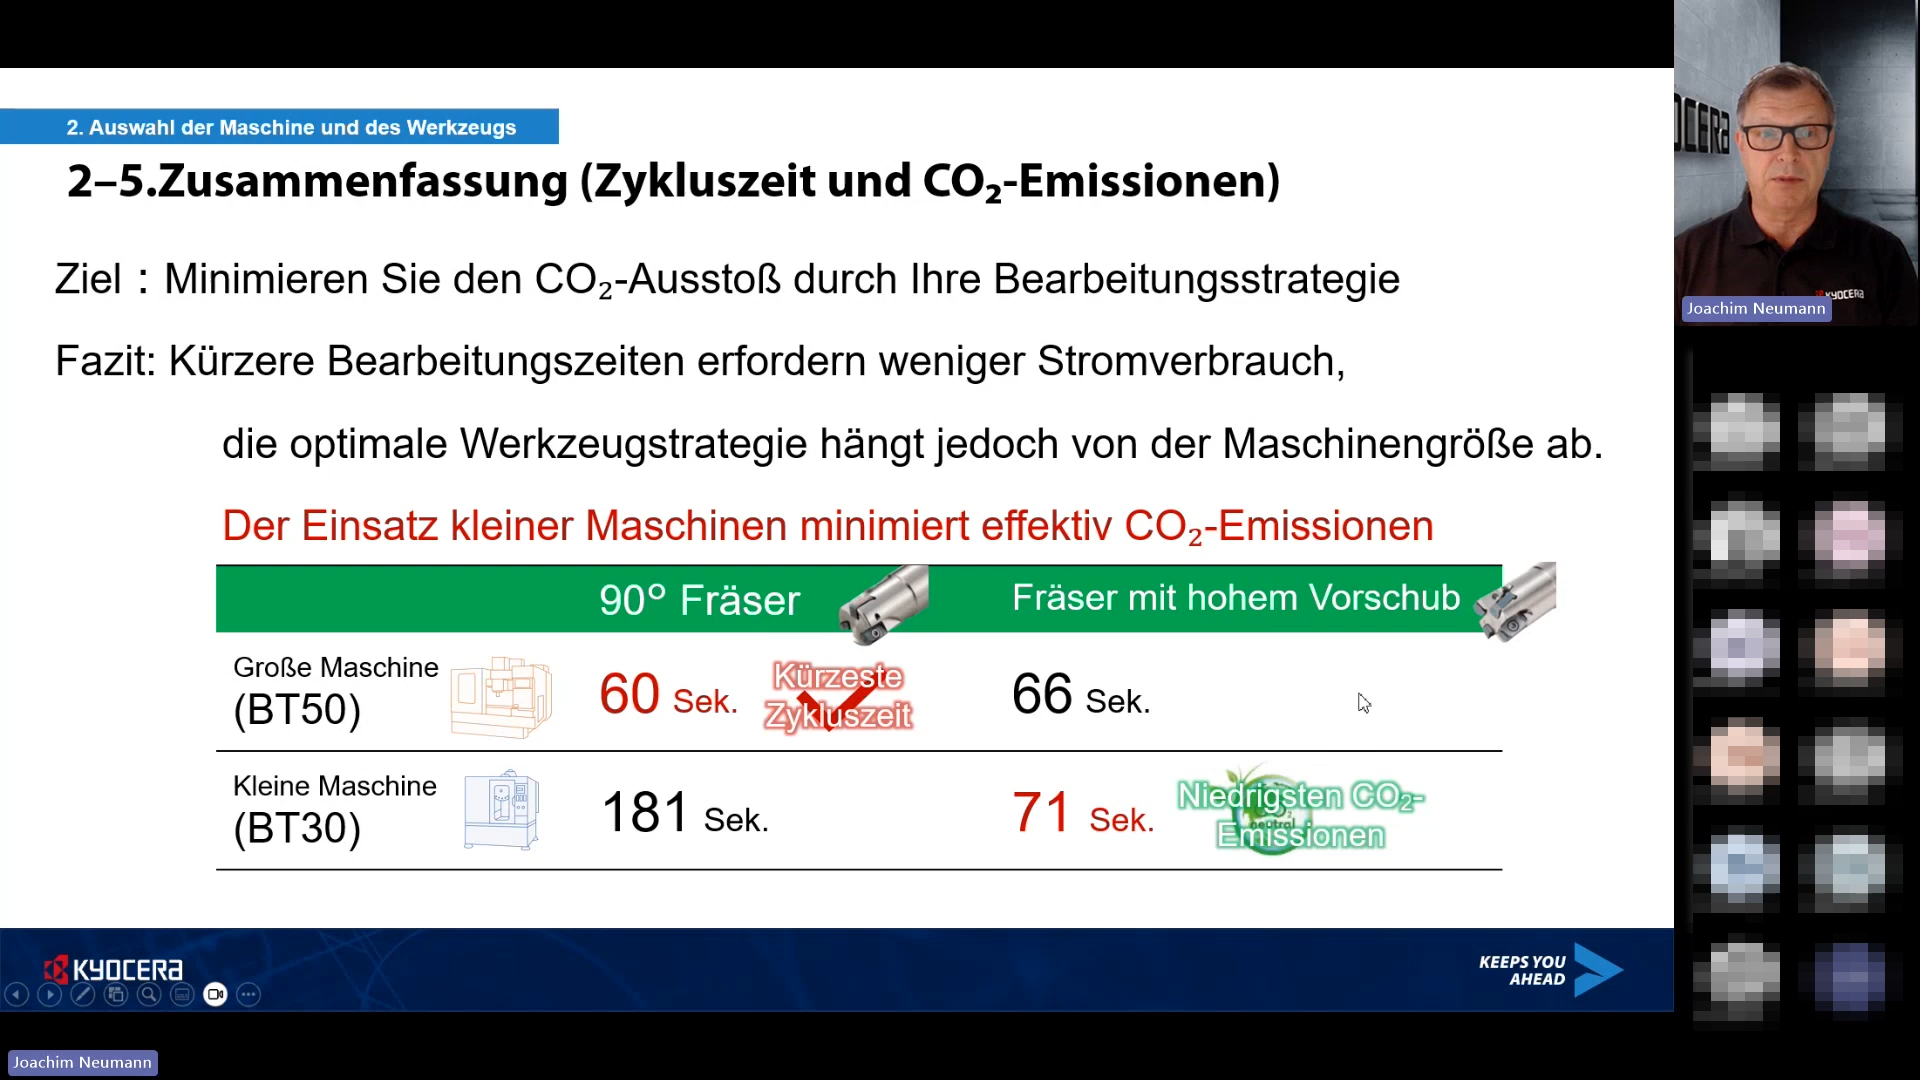 2. Auswahl der Maschine und des Werkzeugs
2–5.Zusammenfassung (Zykluszeit und CO₂-Emissionen)
Ziel：Minimieren Sie den CO₂-Ausstoß durch Ihre Bearbeitungsstrategie
Fazit: Kürzere Bearbeitungszeiten erfordern weniger Stromverbrauch,
die optimale Werkzeugstrategie hängt jedoch von der Maschinengröße ab.
Der Einsatz kleiner Maschinen minimiert effektiv CO₂-Emissionen
90° Fräser
Fräser mit hohem Vorschub
Große Maschine
(BT50)
60 Sek.
Kürzeste
Zykluszeit
66 Sek.
Kleine Maschine
(BT30)
181 Sek.
71 Sek.
Niedrigsten CO₂-
Emissionen
neutral
KYOCERA
KEEPS YOU
AHEAD
Joachim Neumann
KYOCERA
Joachim Neumann